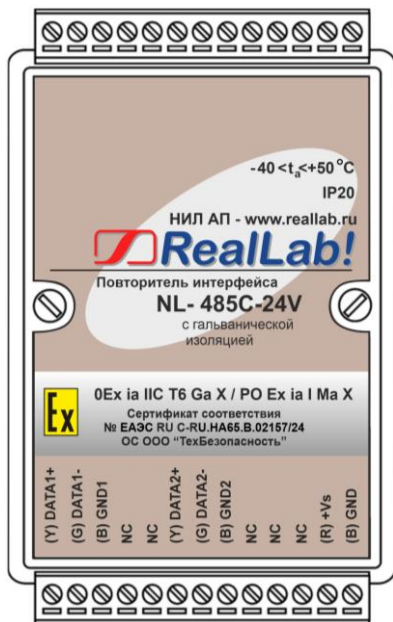 -40 <tₐ<+50 °C
IP20
НИЛ АП - www.reallab.ru
RealLab!
Повторитель интерфейса
NL- 485C-24V
с гальванической
изоляцией
Ex
0Ex ia IIC T6 Ga X / PO Ex ia I Ma X
Сертификат соответствия
№ ЕАЭС RU C-RU.HA65.B.02157/24
ОС ООО “ТехБезопасность”
(Y) DATA1+
(G) DATA1-
(B) GND1
NC
NC
(Y) DATA2+
(G) DATA2-
(B) GND2
NC
NC
NC
(R) +Vs
(B) GND